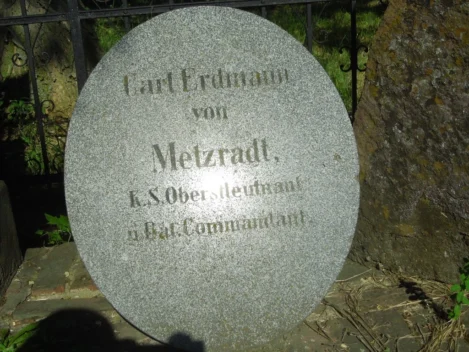 Carl Erdmann
von
Metzradt,
K.S.Oberstleutnant
u.Bat.Commandant.